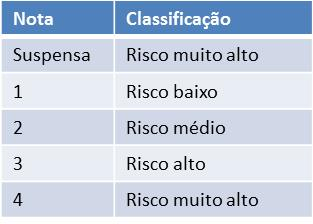 Nota Classificação
Suspensa Risco muito alto
1 Risco baixo
2 Risco médio
3 Risco alto
4 Risco muito alto